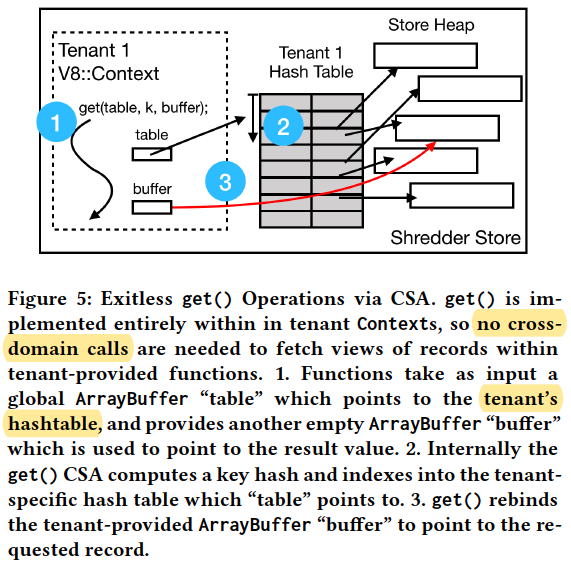 Store Heap
Tenant 1
V8::Context
Tenant 1
Hash Table
get(table, k, buffer);
1
table
2
3
buffer
Shredder Store
Figure 5: Exitless get() Operations via CSA. get() is im-
plemented entirely within in tenant Contexts, so no cross-
domain calls are needed to fetch views of records within
tenant-provided functions. 1. Functions take as input a
global ArrayBuffer “table” which points to the tenant’s
hashtable, and provides another empty ArrayBuffer “buffer”
which is used to point to the result value. 2. Internally the
get() CSA computes a key hash and indexes into the tenant-
specific hash table which “table” points to. 3. get() rebinds
the tenant-provided ArrayBuffer “buffer” to point to the re-
quested record.